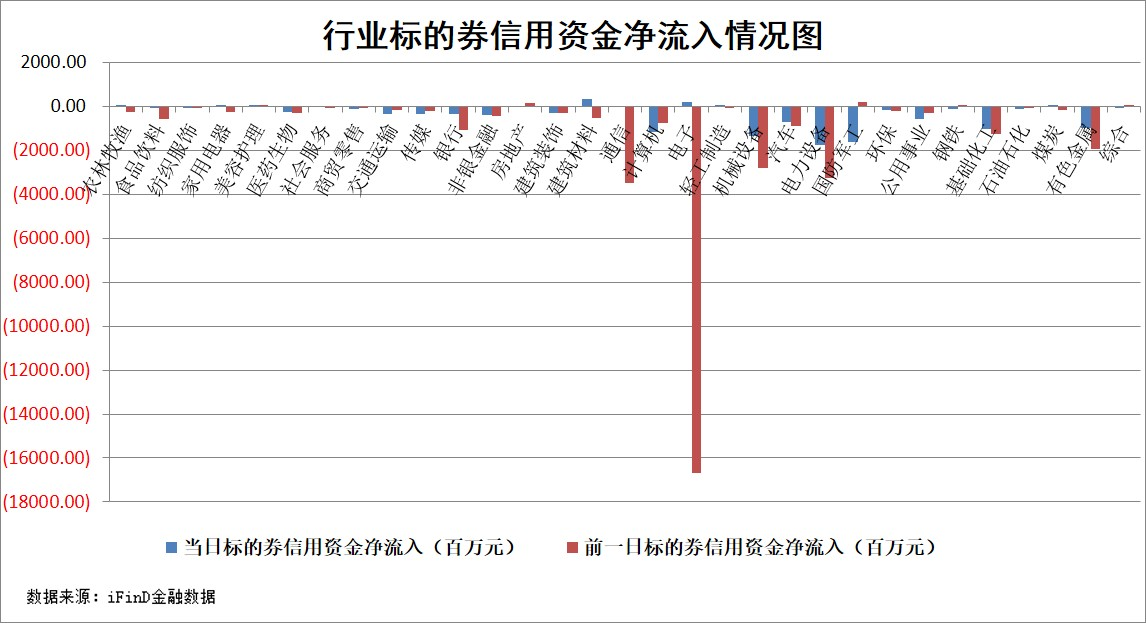 行业标的券信用资金净流入情况图
2000.00
0.00
(2000.00)
(4000.00)
(6000.00)
(8000.00)
(10000.00)
(12000.00)
(14000.00)
(16000.00)
(18000.00)
农林牧渔
食品饮料
纺织服饰
家用电器
美容护理
医药生物
社会服务
商贸零售
交通运输
传媒
银行
非银金融
房地产
建筑装饰
建筑材料
通信
计算机
电子
轻工制造
机械设备
汽车
电力设备
国防军工
环保
公用事业
钢铁
基础化工
石油石化
煤炭
有色金属
综合
当日标的券信用资金净流入（百万元）
前一日标的券信用资金净流入（百万元）
数据来源：iFinD金融数据